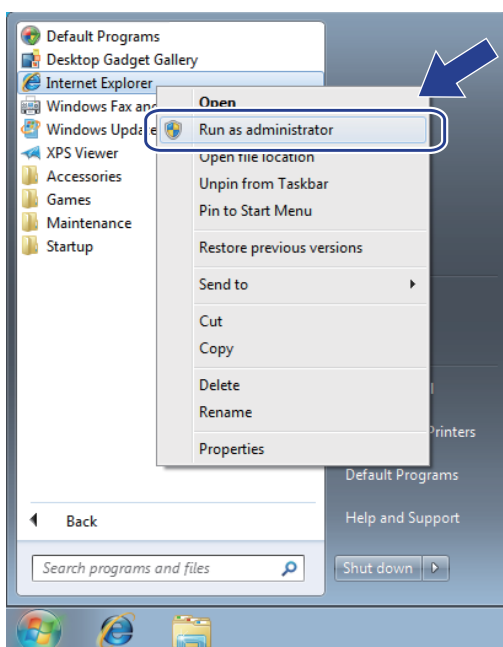 Default Programs
Desktop Gadget Gallery
Internet Explorer
Windows Fax an
Windows Update
XPS Viewer
Accessories
Games
Maintenance
Startup
Open
Run as administrator
Open file location
Unpin from Taskbar
Pin to Start Menu
Restore previous versions
Send to
Cut
Copy
Delete
Rename
Properties
Printers
Default Programs
Help and Support
Back
Search programs and files
Shut down